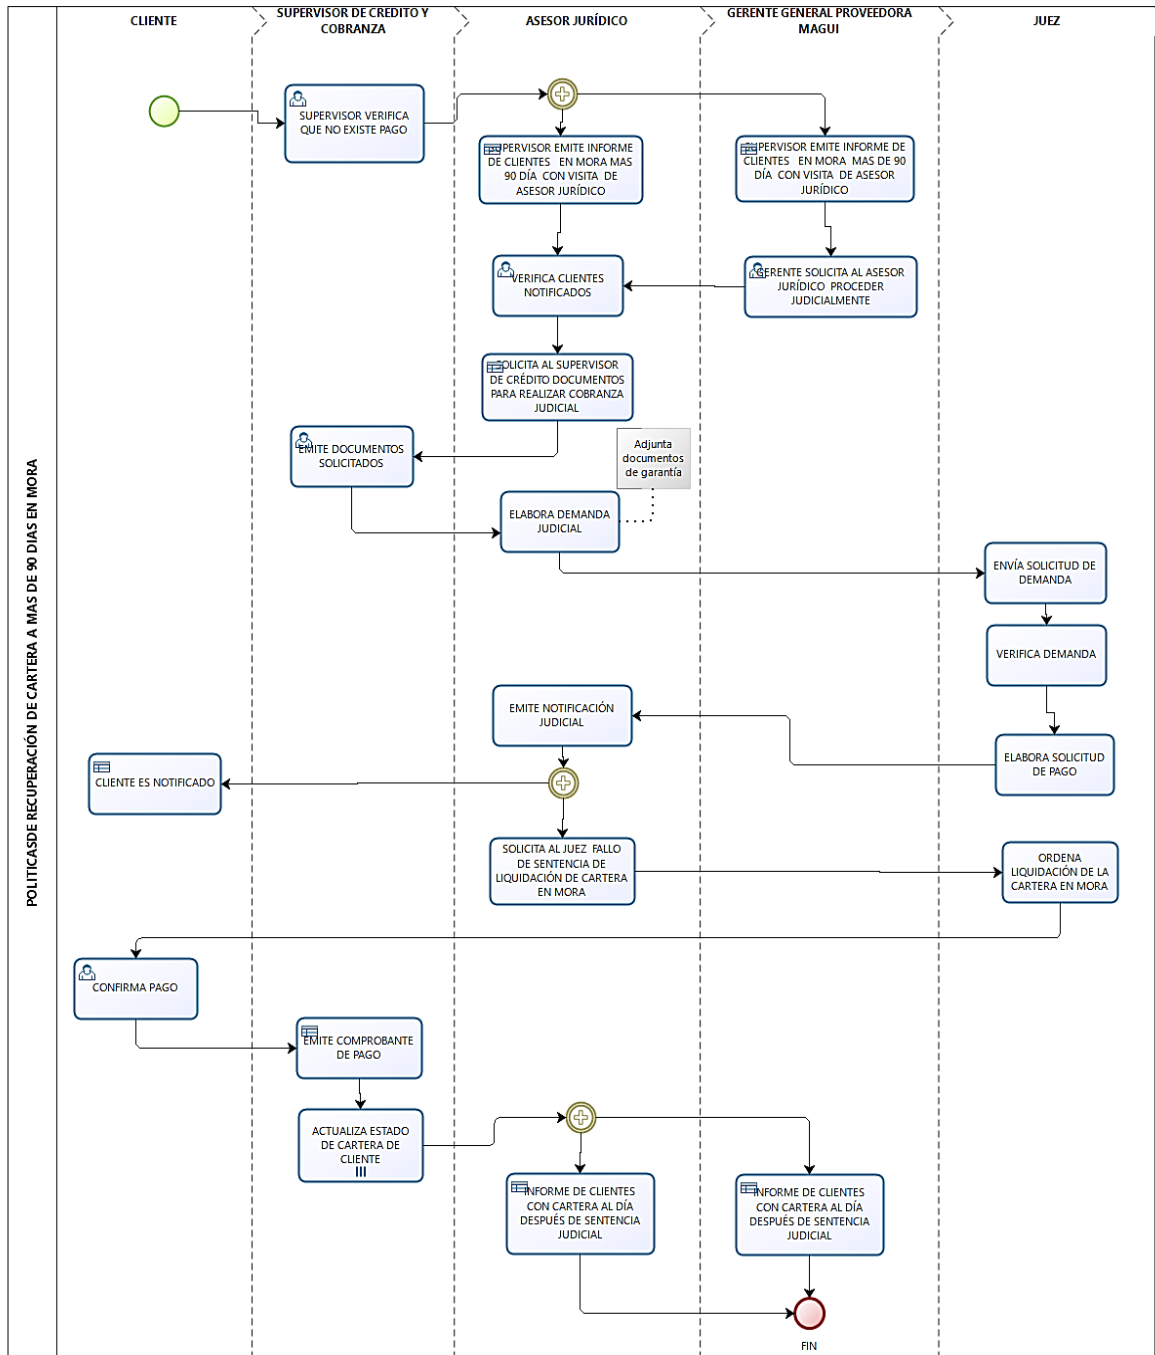 CLIENTE
SUPERVISOR DE CREDITO Y
COBRANZA
ASESOR JURÍDICO
GERENTE GENERAL PROVEEDORA
MAGUI
JUEZ
POLITICASDE RECUPERACIÓN DE CARTERA A MAS DE 90 DIAS EN MORA
SUPERVISOR VERIFICA
QUE NO EXISTE PAGO
SUPERVISOR EMITE INFORME
DE CLIENTES EN MORA MAS
90 DÍA CON VISITA DE
ASESOR JURÍDICO
SUPERVISOR EMITE INFORME DE
CLIENTES EN MORA MAS DE 90
DÍA CON VISITA DE ASESOR
JURÍDICO
VERIFICA CLIENTES
NOTIFICADOS
GERENTE SOLICITA AL ASESOR
JURÍDICO PROCEDER
JUDICIALMENTE
SOLICITA AL SUPERVISOR
DE CRÉDITO DOCUMENTOS
PARA REALIZAR COBRANZA
JUDICIAL
EMITE DOCUMENTOS
SOLICITADOS
Adjunta
documentos
de garantía
ELABORA DEMANDA
JUDICIAL
ENVÍA SOLICITUD DE
DEMANDA
VERIFICA DEMANDA
EMITE NOTIFICACIÓN
JUDICIAL
ELABORA SOLICITUD
DE PAGO
CLIENTE ES NOTIFICADO
SOLICITA AL JUEZ FALLO
DE SENTENCIA DE
LIQUIDACIÓN DE CARTERA
EN MORA
ORDENA
LIQUIDACIÓN DE LA
CARTERA EN MORA
CONFIRMA PAGO
EMITE COMPROBANTE
DE PAGO
ACTUALIZA ESTADO
DE CARTERA DE
CLIENTE
INFORME DE CLIENTES
CON CARTERA AL DÍA
DESPUÉS DE SENTENCIA
JUDICIAL
INFORME DE CLIENTES
CON CARTERA AL DÍA
DESPUÉS DE SENTENCIA
JUDICIAL
FIN